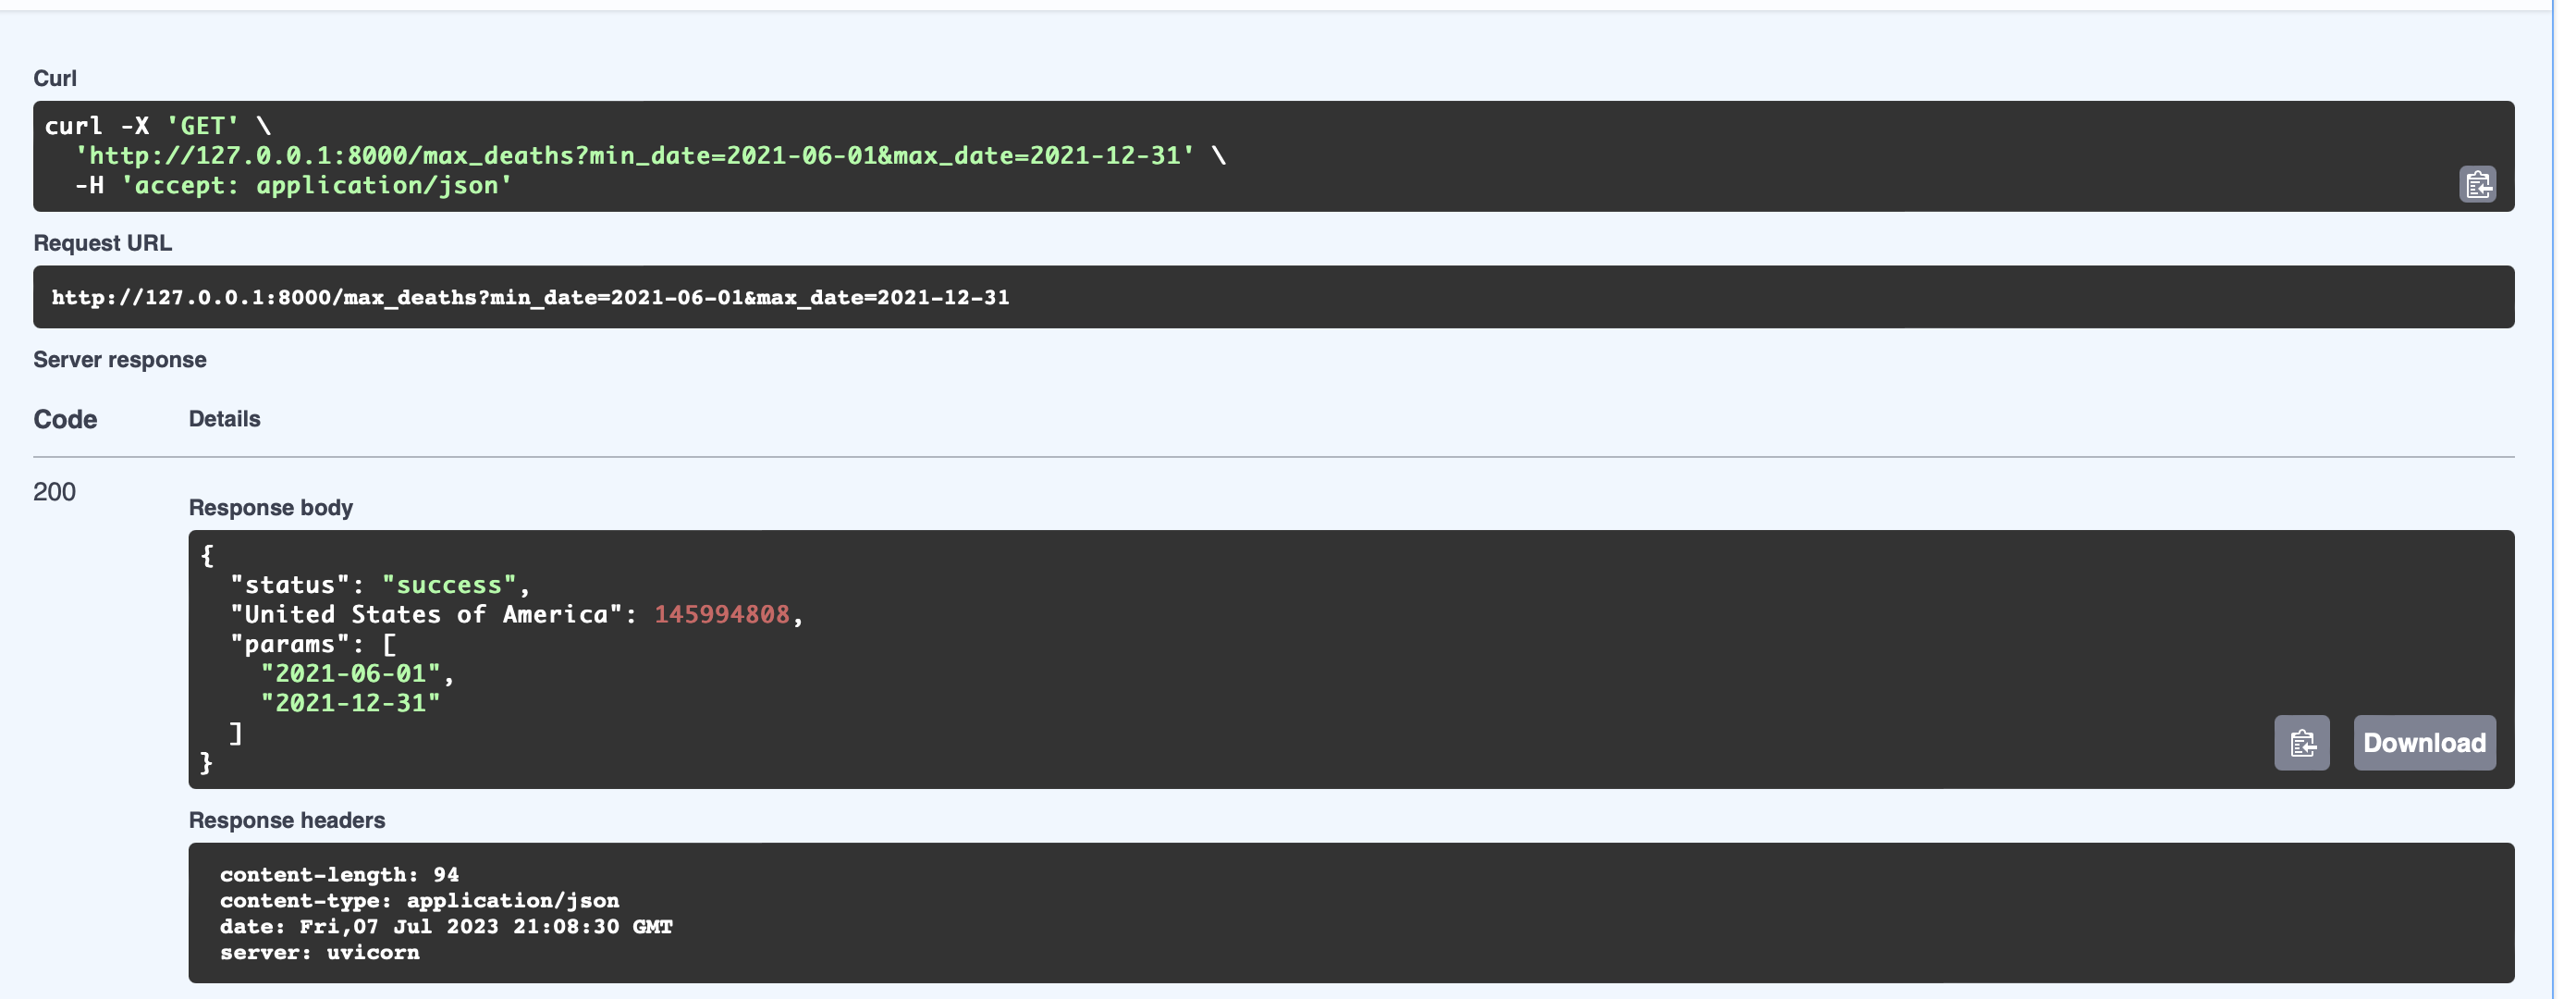 Curl
curl -X 'GET' \
  'http://127.0.0.1:8000/max_deaths?min_date=2021-06-01&max_date=2021-12-31' \
  -H 'accept: application/json'
Request URL
http://127.0.0.1:8000/max_deaths?min_date=2021-06-01&max_date=2021-12-31
Server response
Code Details
200
Response body
{
  "status": "success",
  "United States of America": 145994808,
  "params": [
    "2021-06-01",
    "2021-12-31"
  ]
}
Download
Response headers
content-length: 94
content-type: application/json
date: Fri,07 Jul 2023 21:08:30 GMT
server: uvicorn